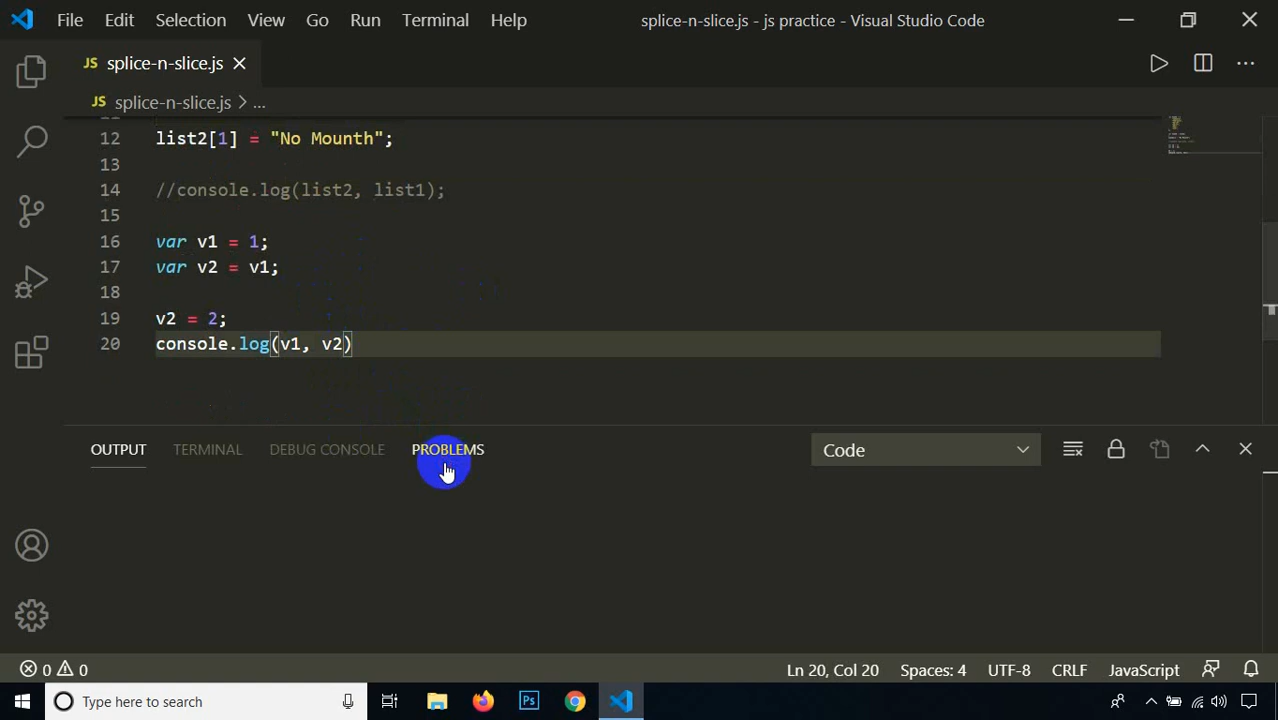 File Edit Selection View Go Run Terminal Help splice-n-slice.js - js practice - Visual Studio Code
JS splice-n-slice.js
JS splice-n-slice.js > ...
12 list2[1] = "No Mounth";
13
14 //console.log(list2, list1);
15
16 var v1 = 1;
17 var v2 = v1;
18
19 v2 = 2;
20 console.log(v1, v2)
OUTPUT TERMINAL DEBUG CONSOLE PROBLEMS Code
0 0 Ln 20, Col 20 Spaces: 4 UTF-8 CRLF JavaScript
Type here to search Ps